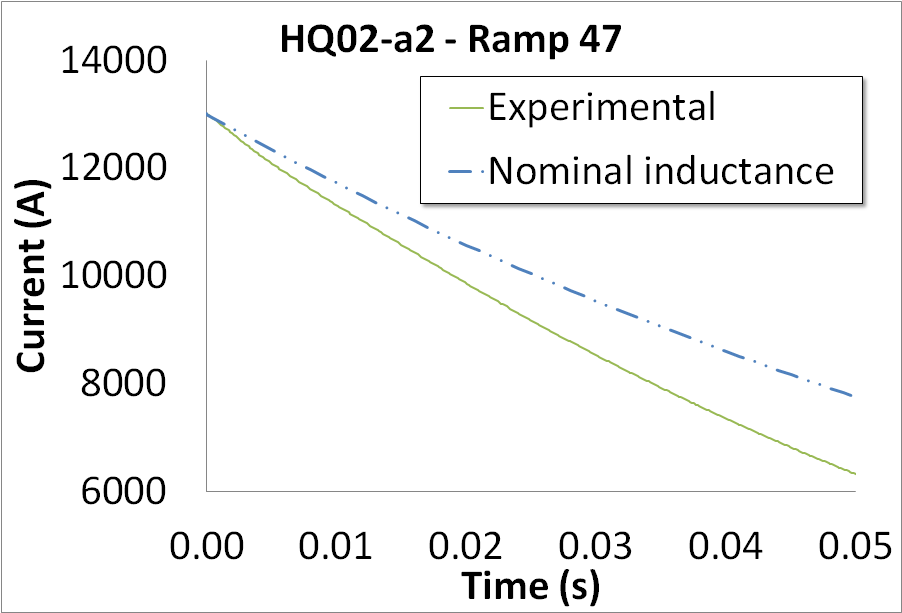 HQ02-a2 - Ramp 47
14000
12000
10000
8000
6000
Current (A)
Experimental
Nominal inductance
0.00 0.01 0.02 0.03 0.04 0.05
Time (s)